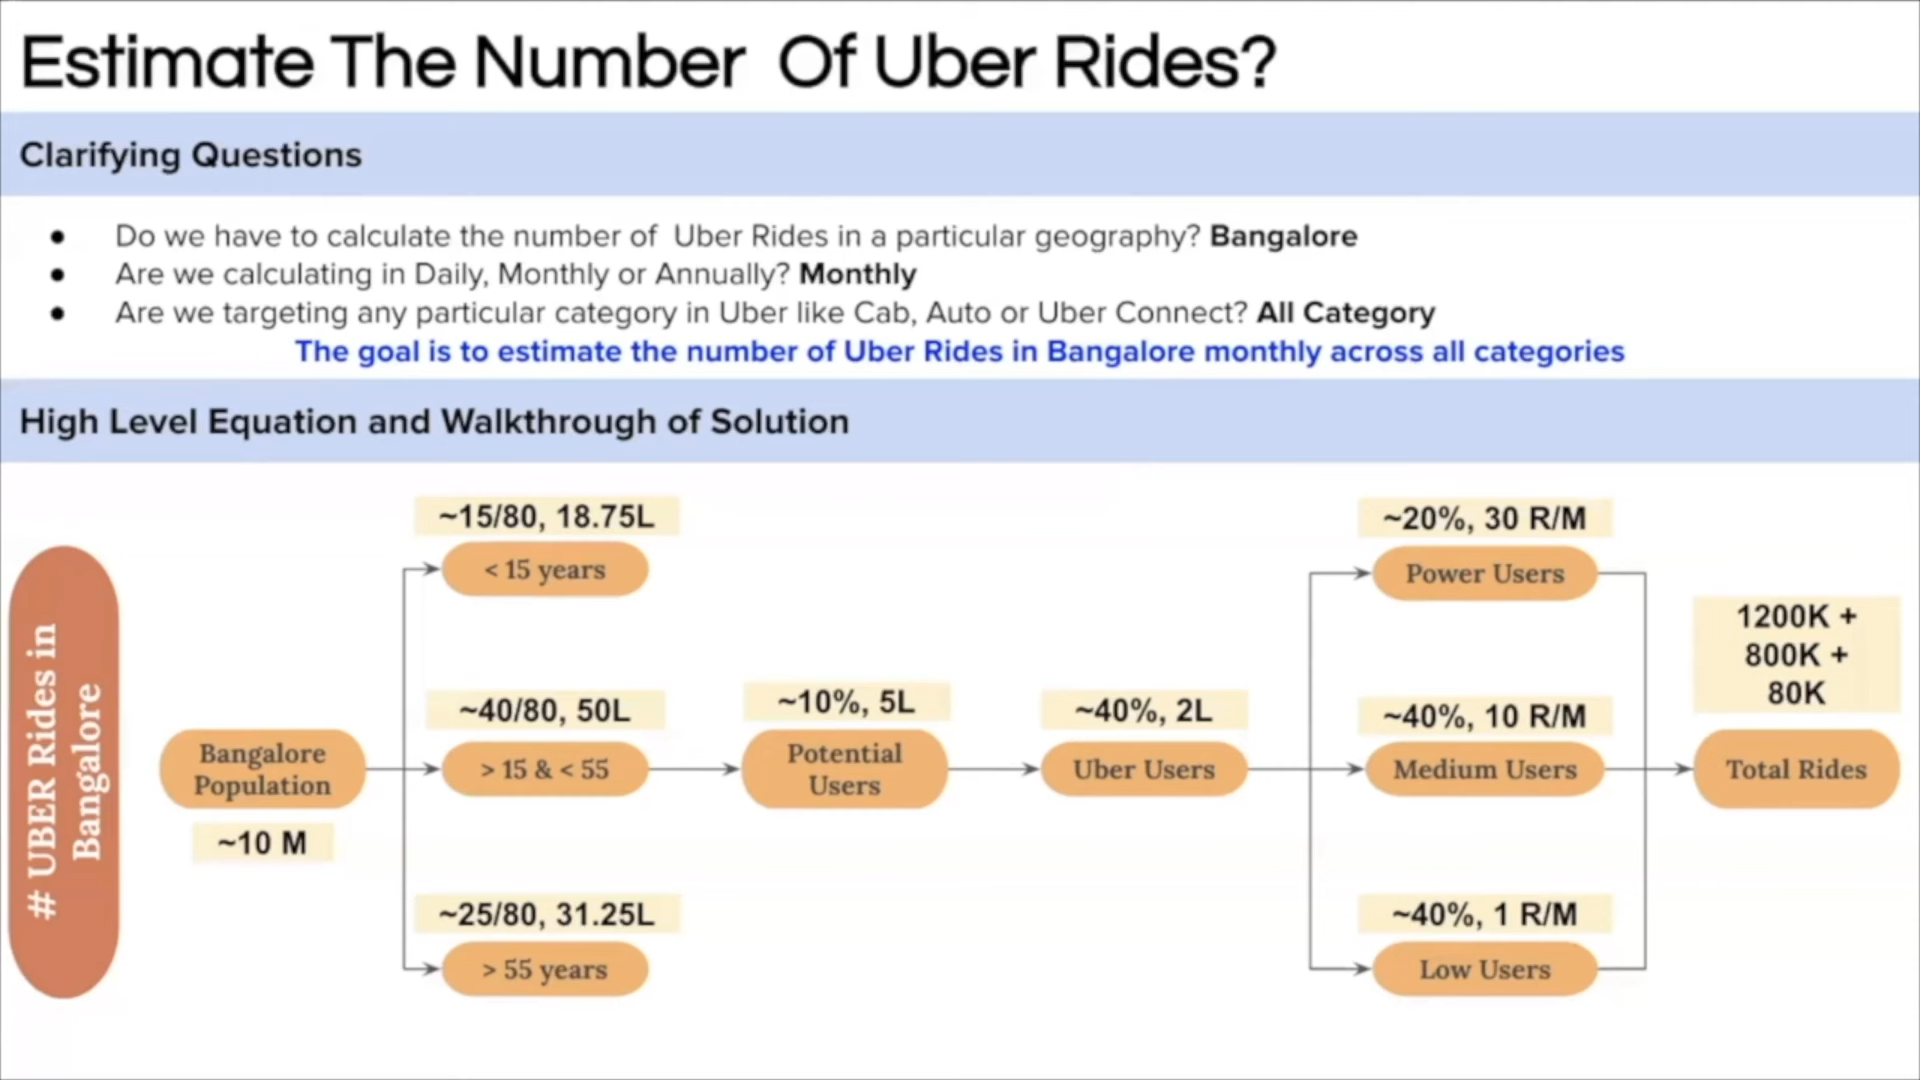 Estimate The Number Of Uber Rides?
Clarifying Questions
● Do we have to calculate the number of Uber Rides in a particular geography? Bangalore
● Are we calculating in Daily, Monthly or Annually? Monthly
● Are we targeting any particular category in Uber like Cab, Auto or Uber Connect? All Category
The goal is to estimate the number of Uber Rides in Bangalore monthly across all categories
High Level Equation and Walkthrough of Solution
# UBER Rides in
Bangalore
Bangalore
Population
~10 M
~15/80, 18.75L
< 15 years
~40/80, 50L
> 15 & < 55
~25/80, 31.25L
> 55 years
~10%, 5L
Potential
Users
~40%, 2L
Uber Users
~20%, 30 R/M
Power Users
~40%, 10 R/M
Medium Users
~40%, 1 R/M
Low Users
1200K +
800K +
80K
Total Rides